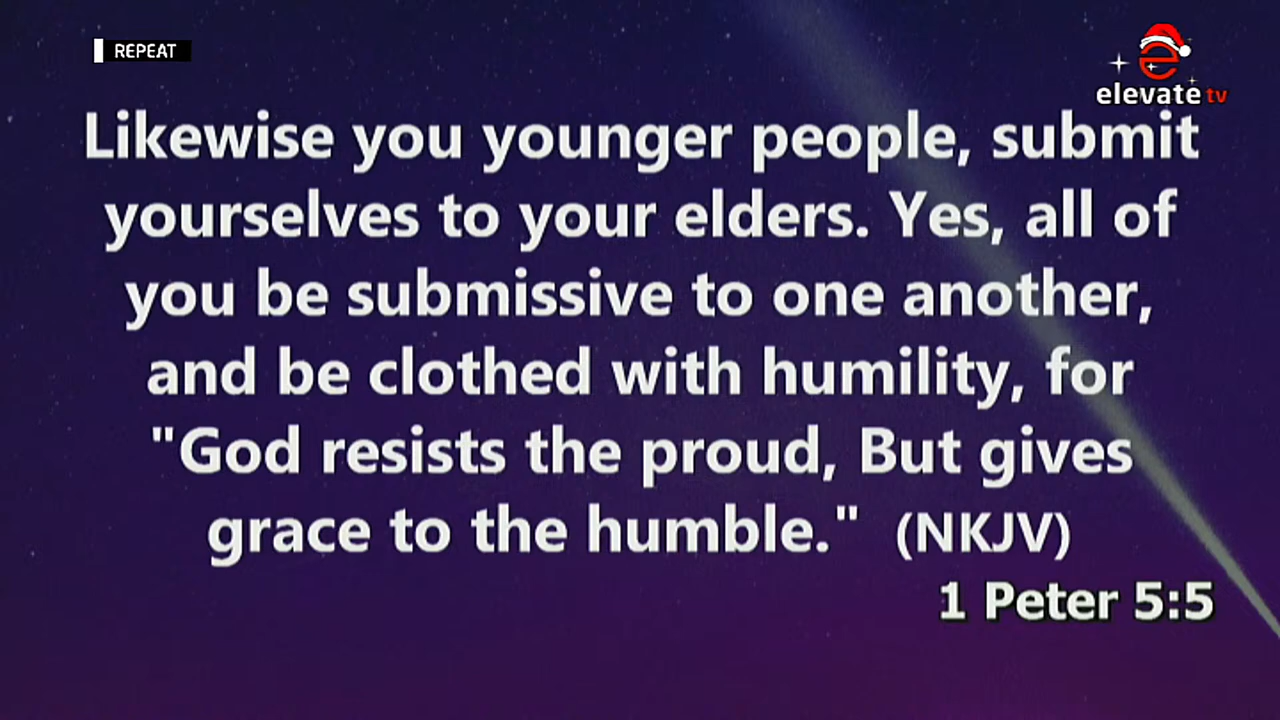 REPEAT
elevate tv
Likewise you younger people, submit
yourselves to your elders. Yes, all of
you be submissive to one another,
and be clothed with humility, for
"God resists the proud, But gives
grace to the humble." (NKJV)
1 Peter 5:5